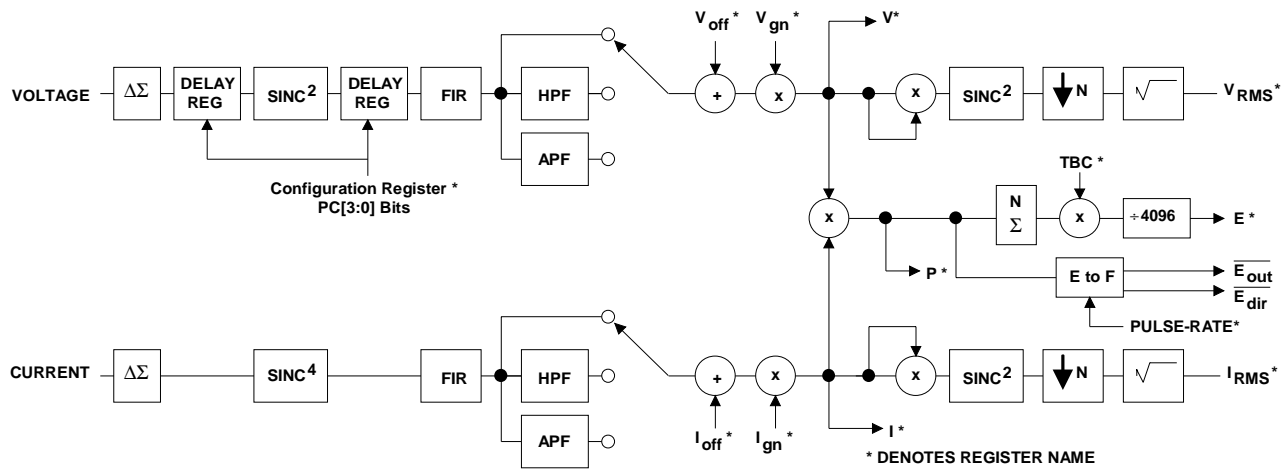 V_off * V_gn * V*
VOLTAGE ΔΣ DELAY REG SINC² DELAY REG FIR HPF + x x SINC² N √ V_RMS*
APF
Configuration Register *
PC[3:0] Bits
TBC *
x N Σ x ÷4096 E *
P * E to F E_out
E_dir
PULSE-RATE*
CURRENT ΔΣ SINC⁴ FIR HPF + x x SINC² N √ I_RMS*
APF
I_off * I_gn * I *
* DENOTES REGISTER NAME